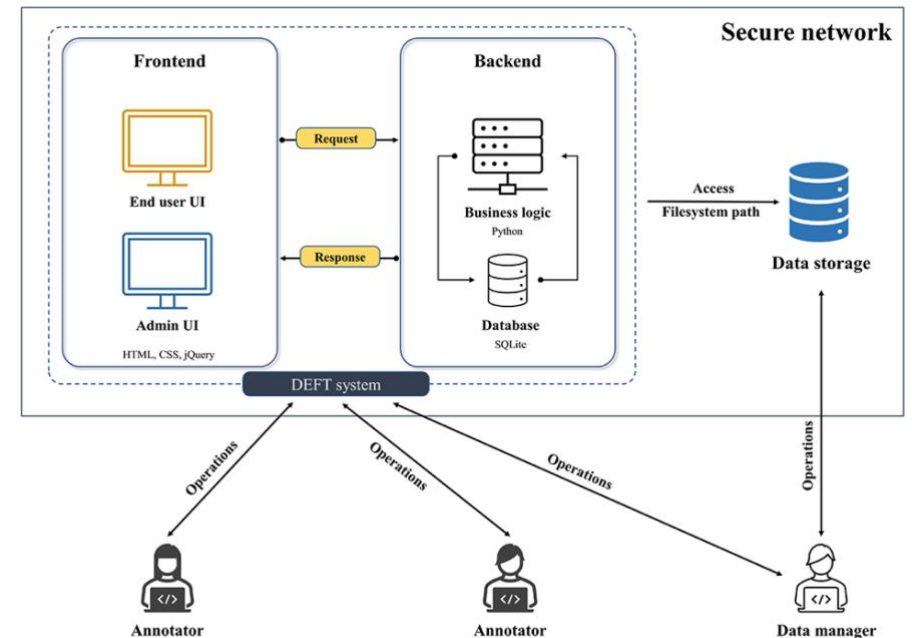 Secure network
Frontend
End user UI
Admin UI
HTML, CSS, jQuery
Request
Response
Backend
Business logic
Python
Database
SQLite
Access
Filesystem path
Data storage
DEFT system
Operations
Operations
Operations
Operations
</>
Annotator
</>
Annotator
</>
Data manager